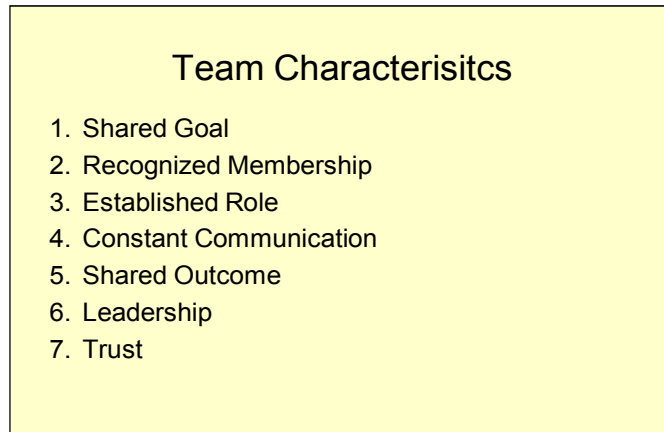 Team Characterisitcs
1. Shared Goal
2. Recognized Membership
3. Established Role
4. Constant Communication
5. Shared Outcome
6. Leadership
7. Trust